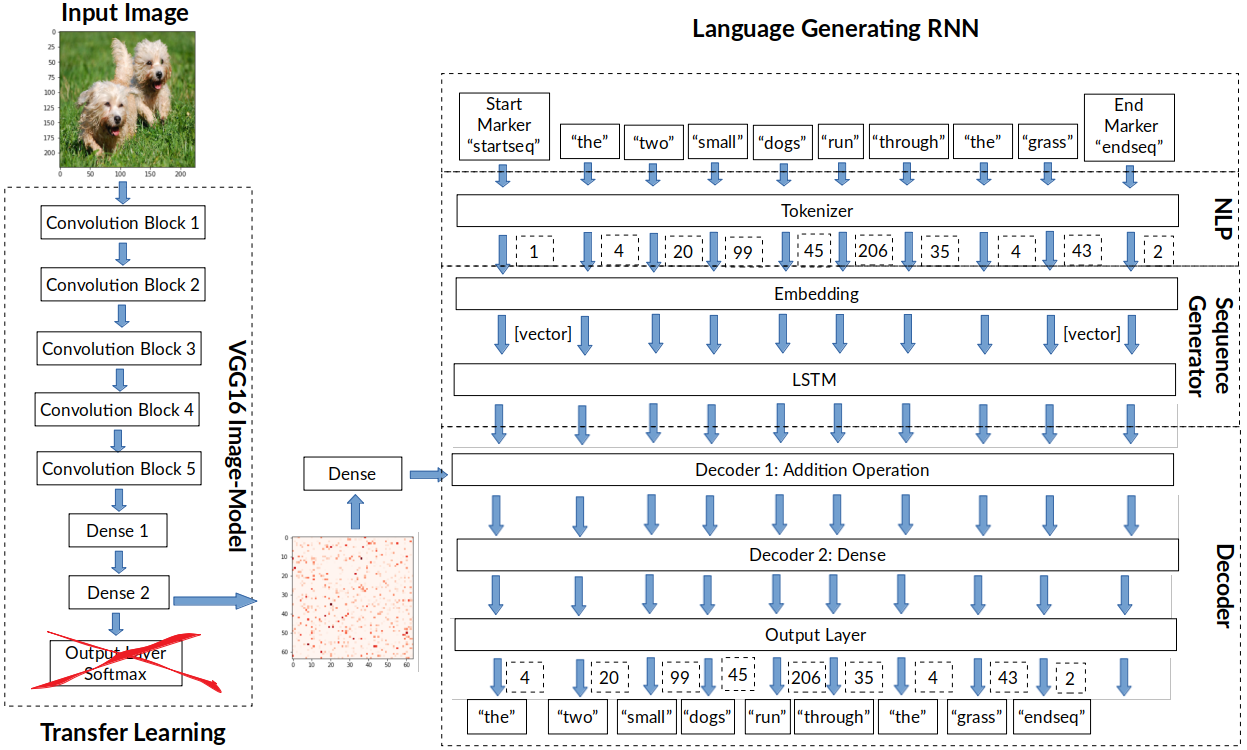 Input Image
0
25
50
75
100
125
150
175
200
0 50 100 150 200
Convolution Block 1
Convolution Block 2
Convolution Block 3
Convolution Block 4
Convolution Block 5
Dense 1
Dense 2
Output Layer
Softmax
VGG16 Image-Model
Transfer Learning
Dense
0
10
20
30
40
50
60
0 10 20 30 40 50 60
Language Generating RNN
Start
Marker
“startseq”
“the”
“two”
“small”
“dogs”
“run”
“through”
“the”
“grass”
End
Marker
“endseq”
Tokenizer
NLP
1 4 20 99 45 206 35 4 43 2
Embedding
[vector] [vector]
LSTM
Sequence
Generator
Decoder 1: Addition Operation
Decoder 2: Dense
Output Layer
Decoder
4 20 99 45 206 35 4 43 2
“the” “two” “small” “dogs” “run” “through” “the” “grass” “endseq”